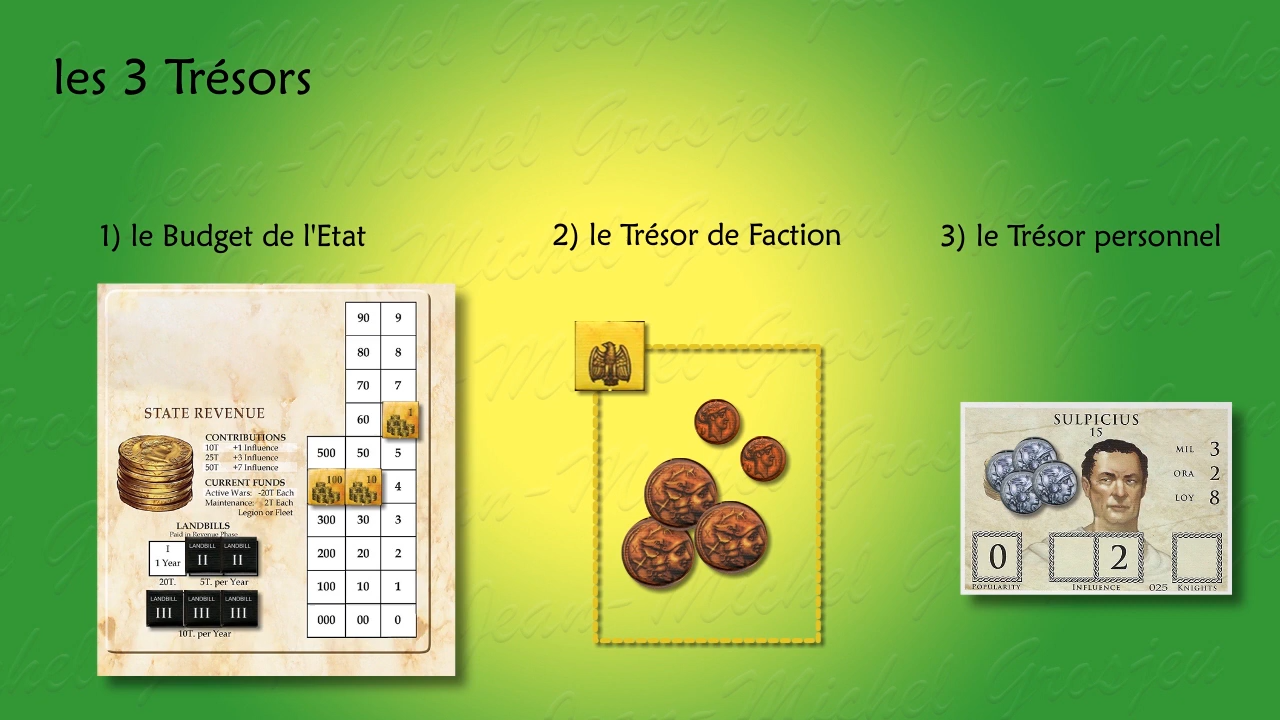 les 3 Trésors
1) le Budget de l'Etat
2) le Trésor de Faction
3) le Trésor personnel
90 9
80 8
70 7
60 1
500 50 5
100 10 4
300 30 3
200 20 2
100 10 1
000 00 0
STATE REVENUE
CONTRIBUTIONS
10T +1 Influence
25T +3 Influence
50T +7 Influence
CURRENT FUNDS
Active Wars: -20T Each
Maintenance: 2T Each
Legion or Fleet
LANDBILLS
Paid in Revenue Phase
I
1 Year
LANDBILL II
LANDBILL II
20T. 5T. per Year
LANDBILL III
LANDBILL III
LANDBILL III
10T. per Year
SULPICIUS
15
MIL 3
ORA 2
LOY 8
0 2
POPULARITY INFLUENCE 025 KNIGHTS
Jean-Michel Grosjeu